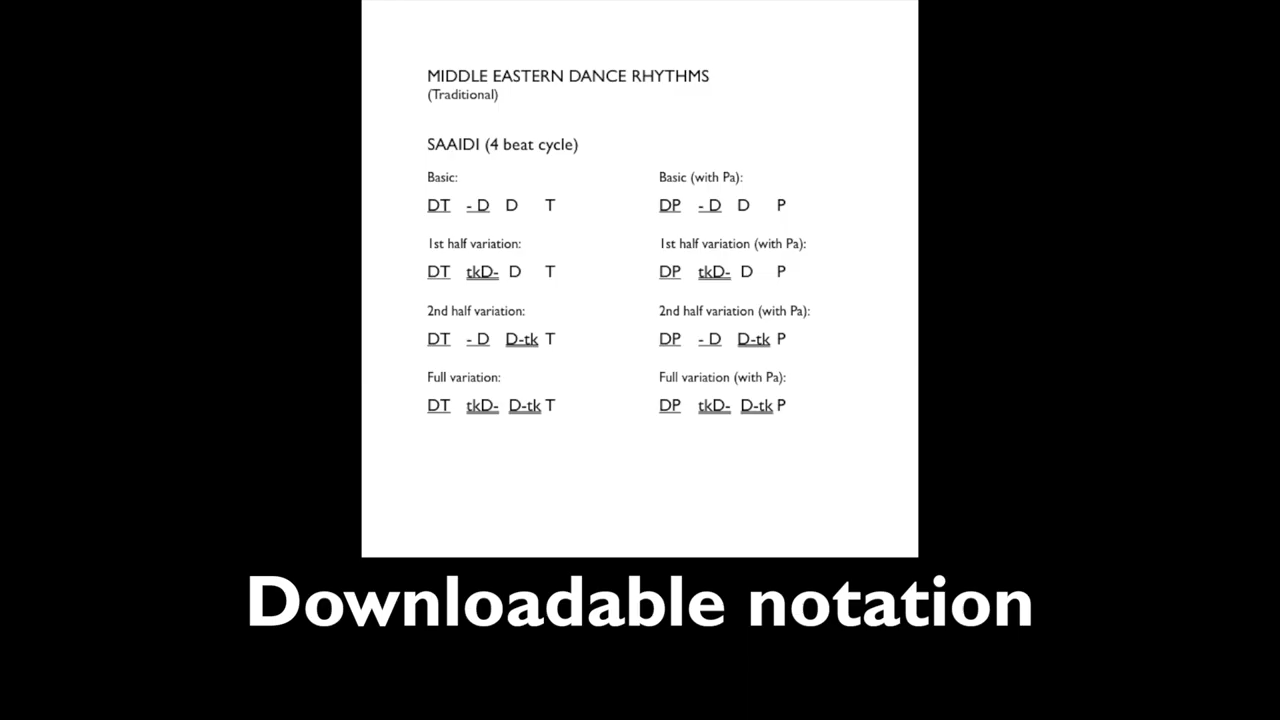 MIDDLE EASTERN DANCE RHYTHMS
(Traditional)
SAAIDI (4 beat cycle)
Basic:
DT - D D T
1st half variation:
DT tkD- D T
2nd half variation:
DT - D D-tk T
Full variation:
DT tkD- D-tk T
Basic (with Pa):
DP - D D P
1st half variation (with Pa):
DP tkD- D P
2nd half variation (with Pa):
DP - D D-tk P
Full variation (with Pa):
DP tkD- D-tk P
Downloadable notation